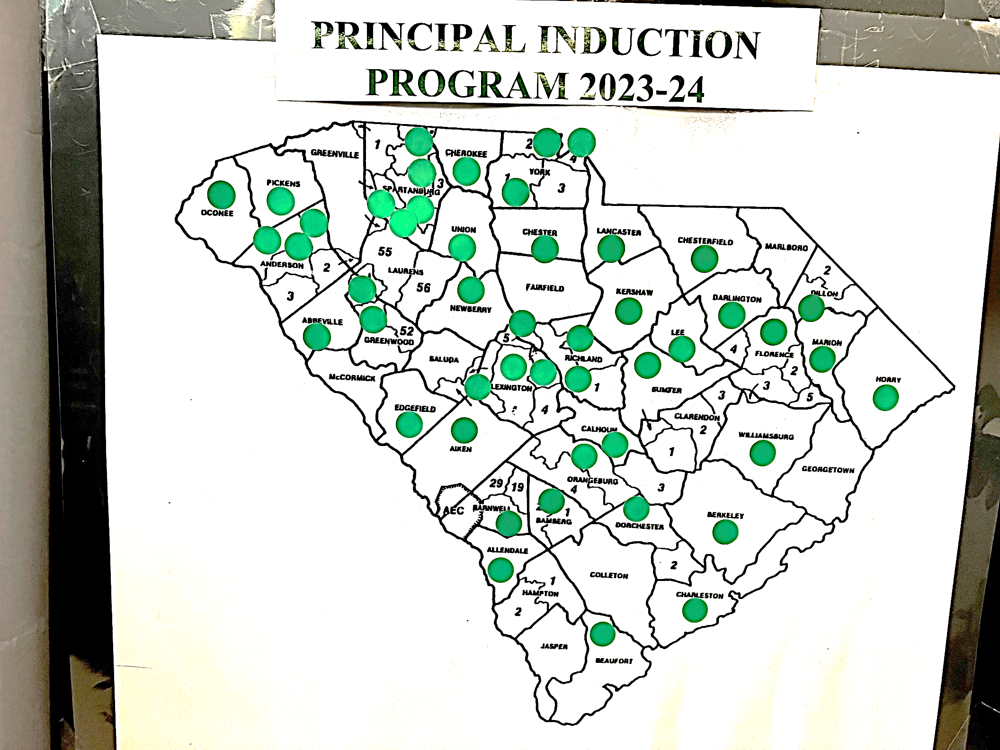 PRINCIPAL INDUCTION
PROGRAM 2023-24
1
2
GREENVILLE
CHEROKEE
4
YORK
1
3
PICKENS
3
SPARTANBURG
OCONEE
UNION
CHESTER
LANCASTER
CHESTERFIELD
MARLBORO
55
ANDERSON
2
LAURENS
2
56
FAIRFIELD
KERSHAW
DILLON
3
DARLINGTON
NEWBERRY
ABBEVILLE
52
GREENWOOD
5
LEE
MARION
4
FLORENCE
SALUDA
RICHLAND
2
McCORMICK
HORRY
LEXINGTON
1
SUMTER
3
3
5
EDGEFIELD
4
CLARENDON
2
CALHOUN
WILLIAMSBURG
AIKEN
1
GEORGETOWN
29
19
ORANGEBURG
4
3
AEC
BARNWELL
1
BAMBERG
DORCHESTER
BERKELEY
ALLENDALE
2
COLLETON
1
HAMPTON
CHARLESTON
2
JASPER
BEAUFORT